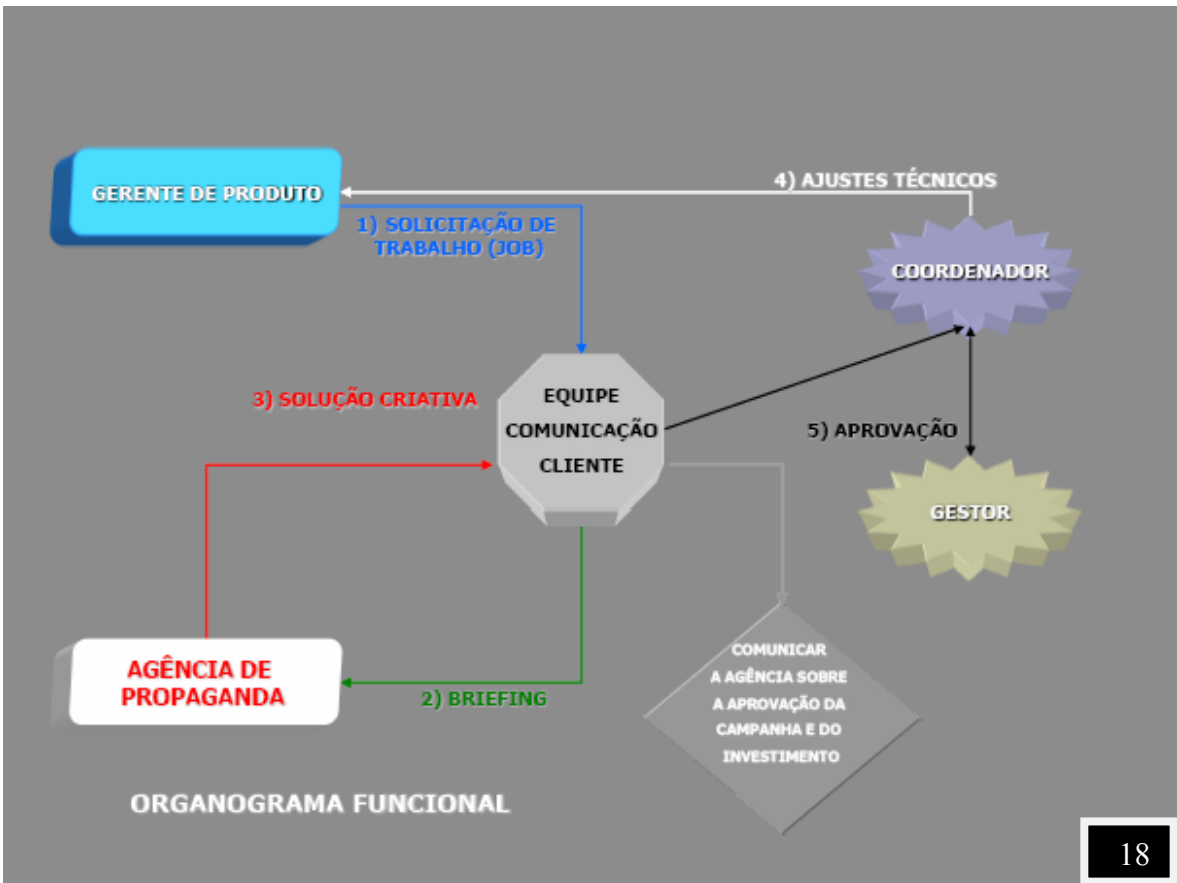 GERENTE DE PRODUTO
4) AJUSTES TÉCNICOS
1) SOLICITAÇÃO DE
TRABALHO (JOB)
COORDENADOR
3) SOLUÇÃO CRIATIVA
EQUIPE
COMUNICAÇÃO
CLIENTE
5) APROVAÇÃO
GESTOR
AGÊNCIA DE
PROPAGANDA
2) BRIEFING
COMUNICAR
A AGÊNCIA SOBRE
A APROVAÇÃO DA
CAMPANHA E DO
INVESTIMENTO
ORGANOGRAMA FUNCIONAL
18